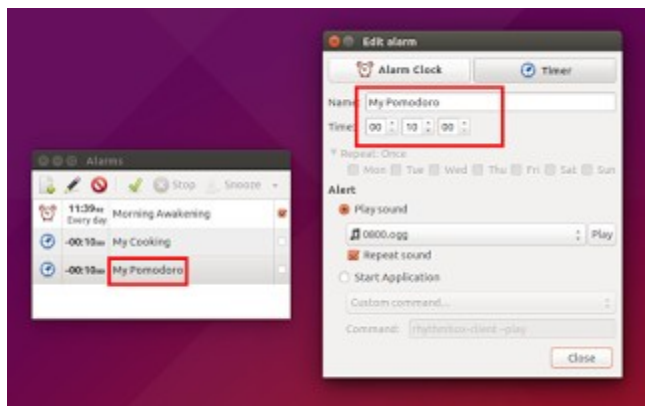 Alarms
Stop Snooze
11:39
Every day
Morning Awakening
-00:10 My Cooking
-00:10 My Pomodoro
Edit alarm
Alarm Clock Timer
Name: My Pomodoro
Time: 00 : 10 : 00 :
Repeat: Once
Mon Tue Wed Thu Fri Sat Sun
Alert
Play sound
0800.ogg Play
Repeat sound
Start Application
Custom command...
Command: rhythmbox-client --play
Close